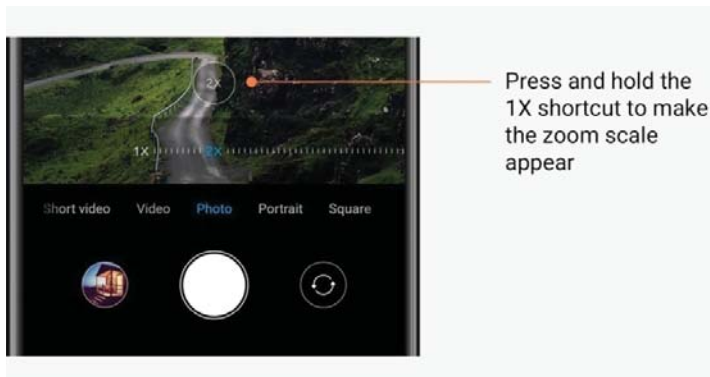 2X
Press and hold the
1X shortcut to make
the zoom scale
appear
1X 2X
Short video Video Photo Portrait Square